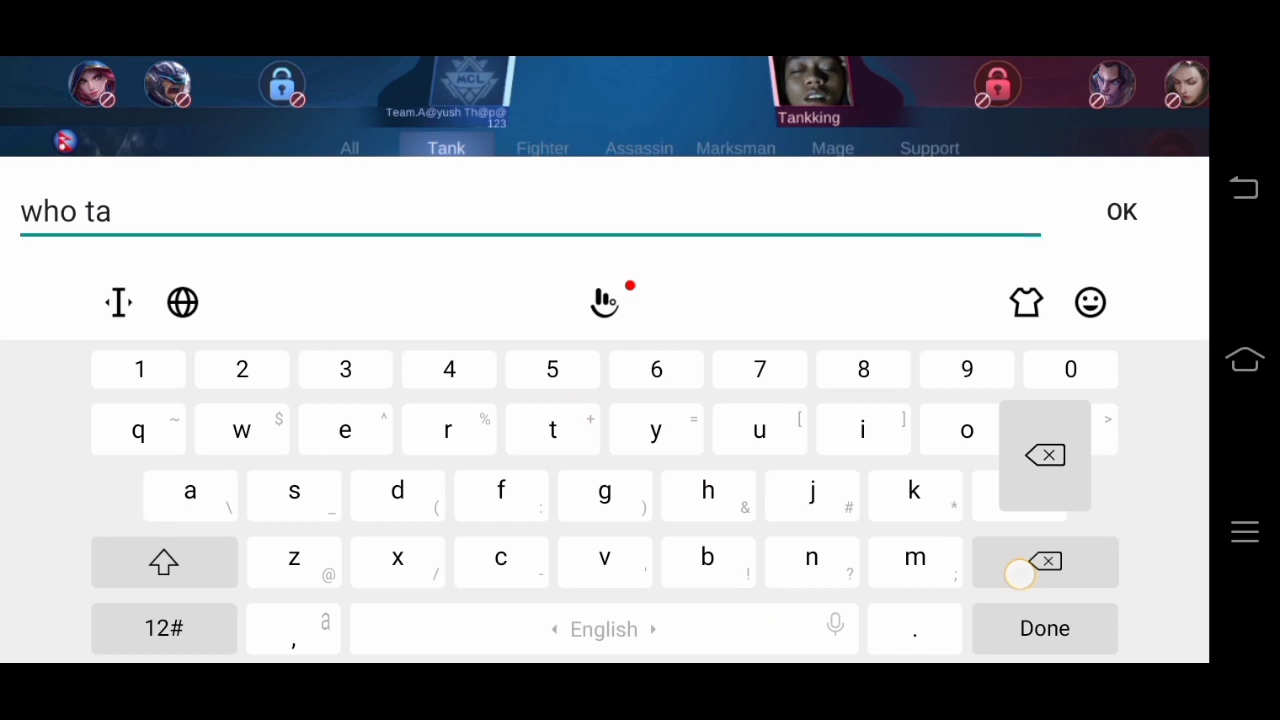 MCL
Team.A@yush Th@p@
123
Tankking
All Tank Fighter Assassin Marksman Mage Support
who ta
OK
1 2 3 4 5 6 7 8 9 0
q ~ w $ e ^ r % t + y = u [ i ] o >
a \ s _ d ( f : g ) h & j # k *
z @ x / c - v ' b ! n ? m ;
12# , a English . Done